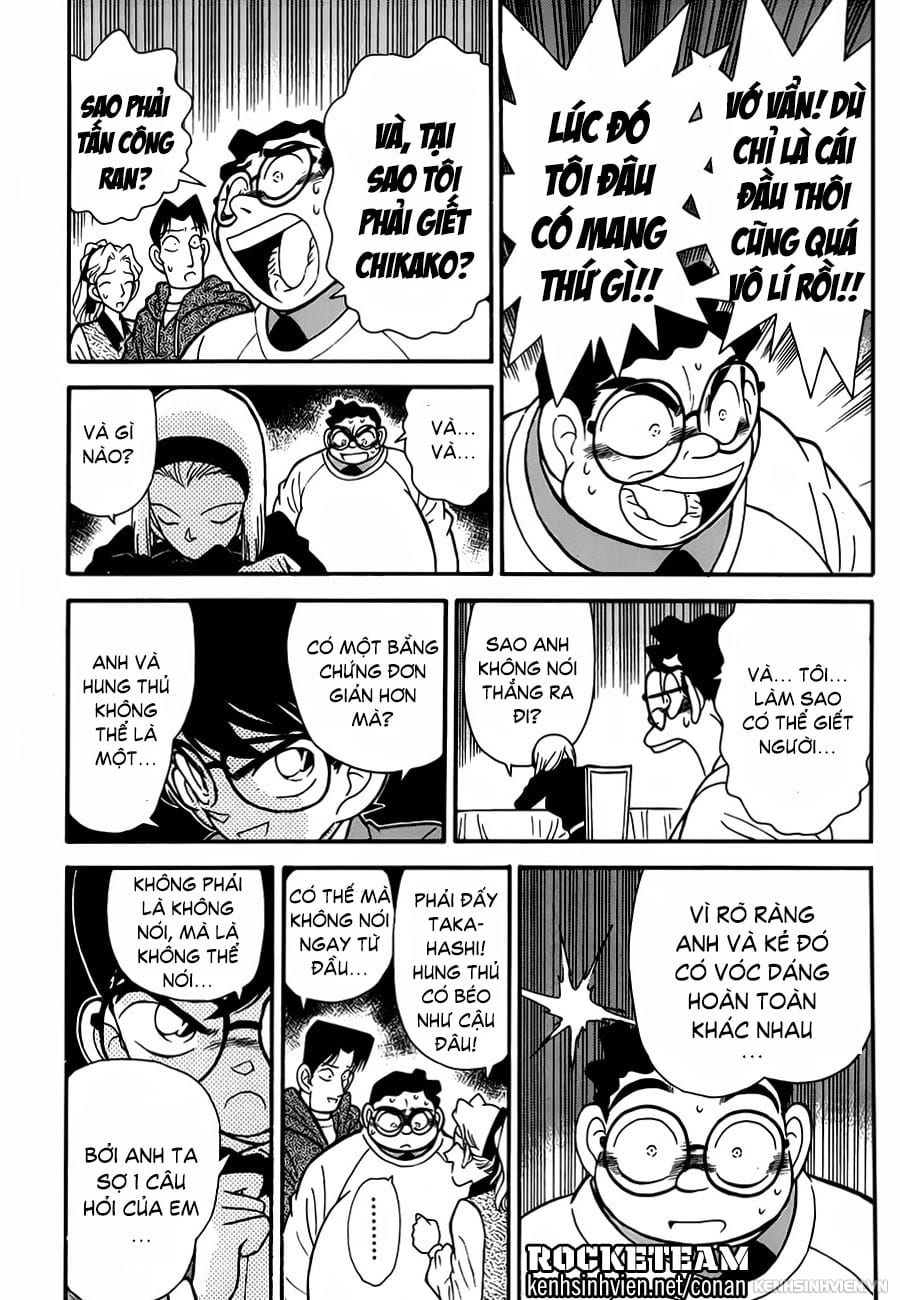 VỚ VẨN! DÙ
CHỈ LÀ CÁI
ĐẦU THÔI
CŨNG QUÁ
VÔ LÍ RỒI!!
LÚC ĐÓ
TÔI ĐÂU
CÓ MANG
THỨ GÌ!!
VÀ, TẠI
SAO TÔI
PHẢI GIẾT
CHIKAKO?
SAO PHẢI
TẤN CÔNG
RAN?
VÀ...
VÀ...
VÀ GÌ
NÀO?
VÀ... TÔI...
LÀM SAO
CÓ THỂ GIẾT
NGƯỜI...
SAO ANH
KHÔNG NÓI
THẲNG RA
ĐI?
CÓ MỘT BẰNG
CHỨNG ĐƠN
GIẢN HƠN
MÀ?
ANH VÀ
HUNG THỦ
KHÔNG
THỂ LÀ
MỘT...
VÌ RÕ RÀNG
ANH VÀ KẺ ĐÓ
CÓ VÓC DÁNG
HOÀN TOÀN
KHÁC NHAU
...
PHẢI ĐẤY
TAKA-
HASHI!
HUNG THỦ
CÓ BÉO
NHƯ CẬU
ĐÂU!
CÓ THẾ MÀ
KHÔNG NÓI
NGAY TỪ
ĐẦU...
......
KHÔNG PHẢI
LÀ KHÔNG
NÓI, MÀ LÀ
KHÔNG THỂ
NÓI...
BỞI ANH TA
SỢ 1 CÂU
HỎI CỦA EM
...
ROCKETEAM
kenhsinhvien.net/conan
KENHSINHVIEN.VN